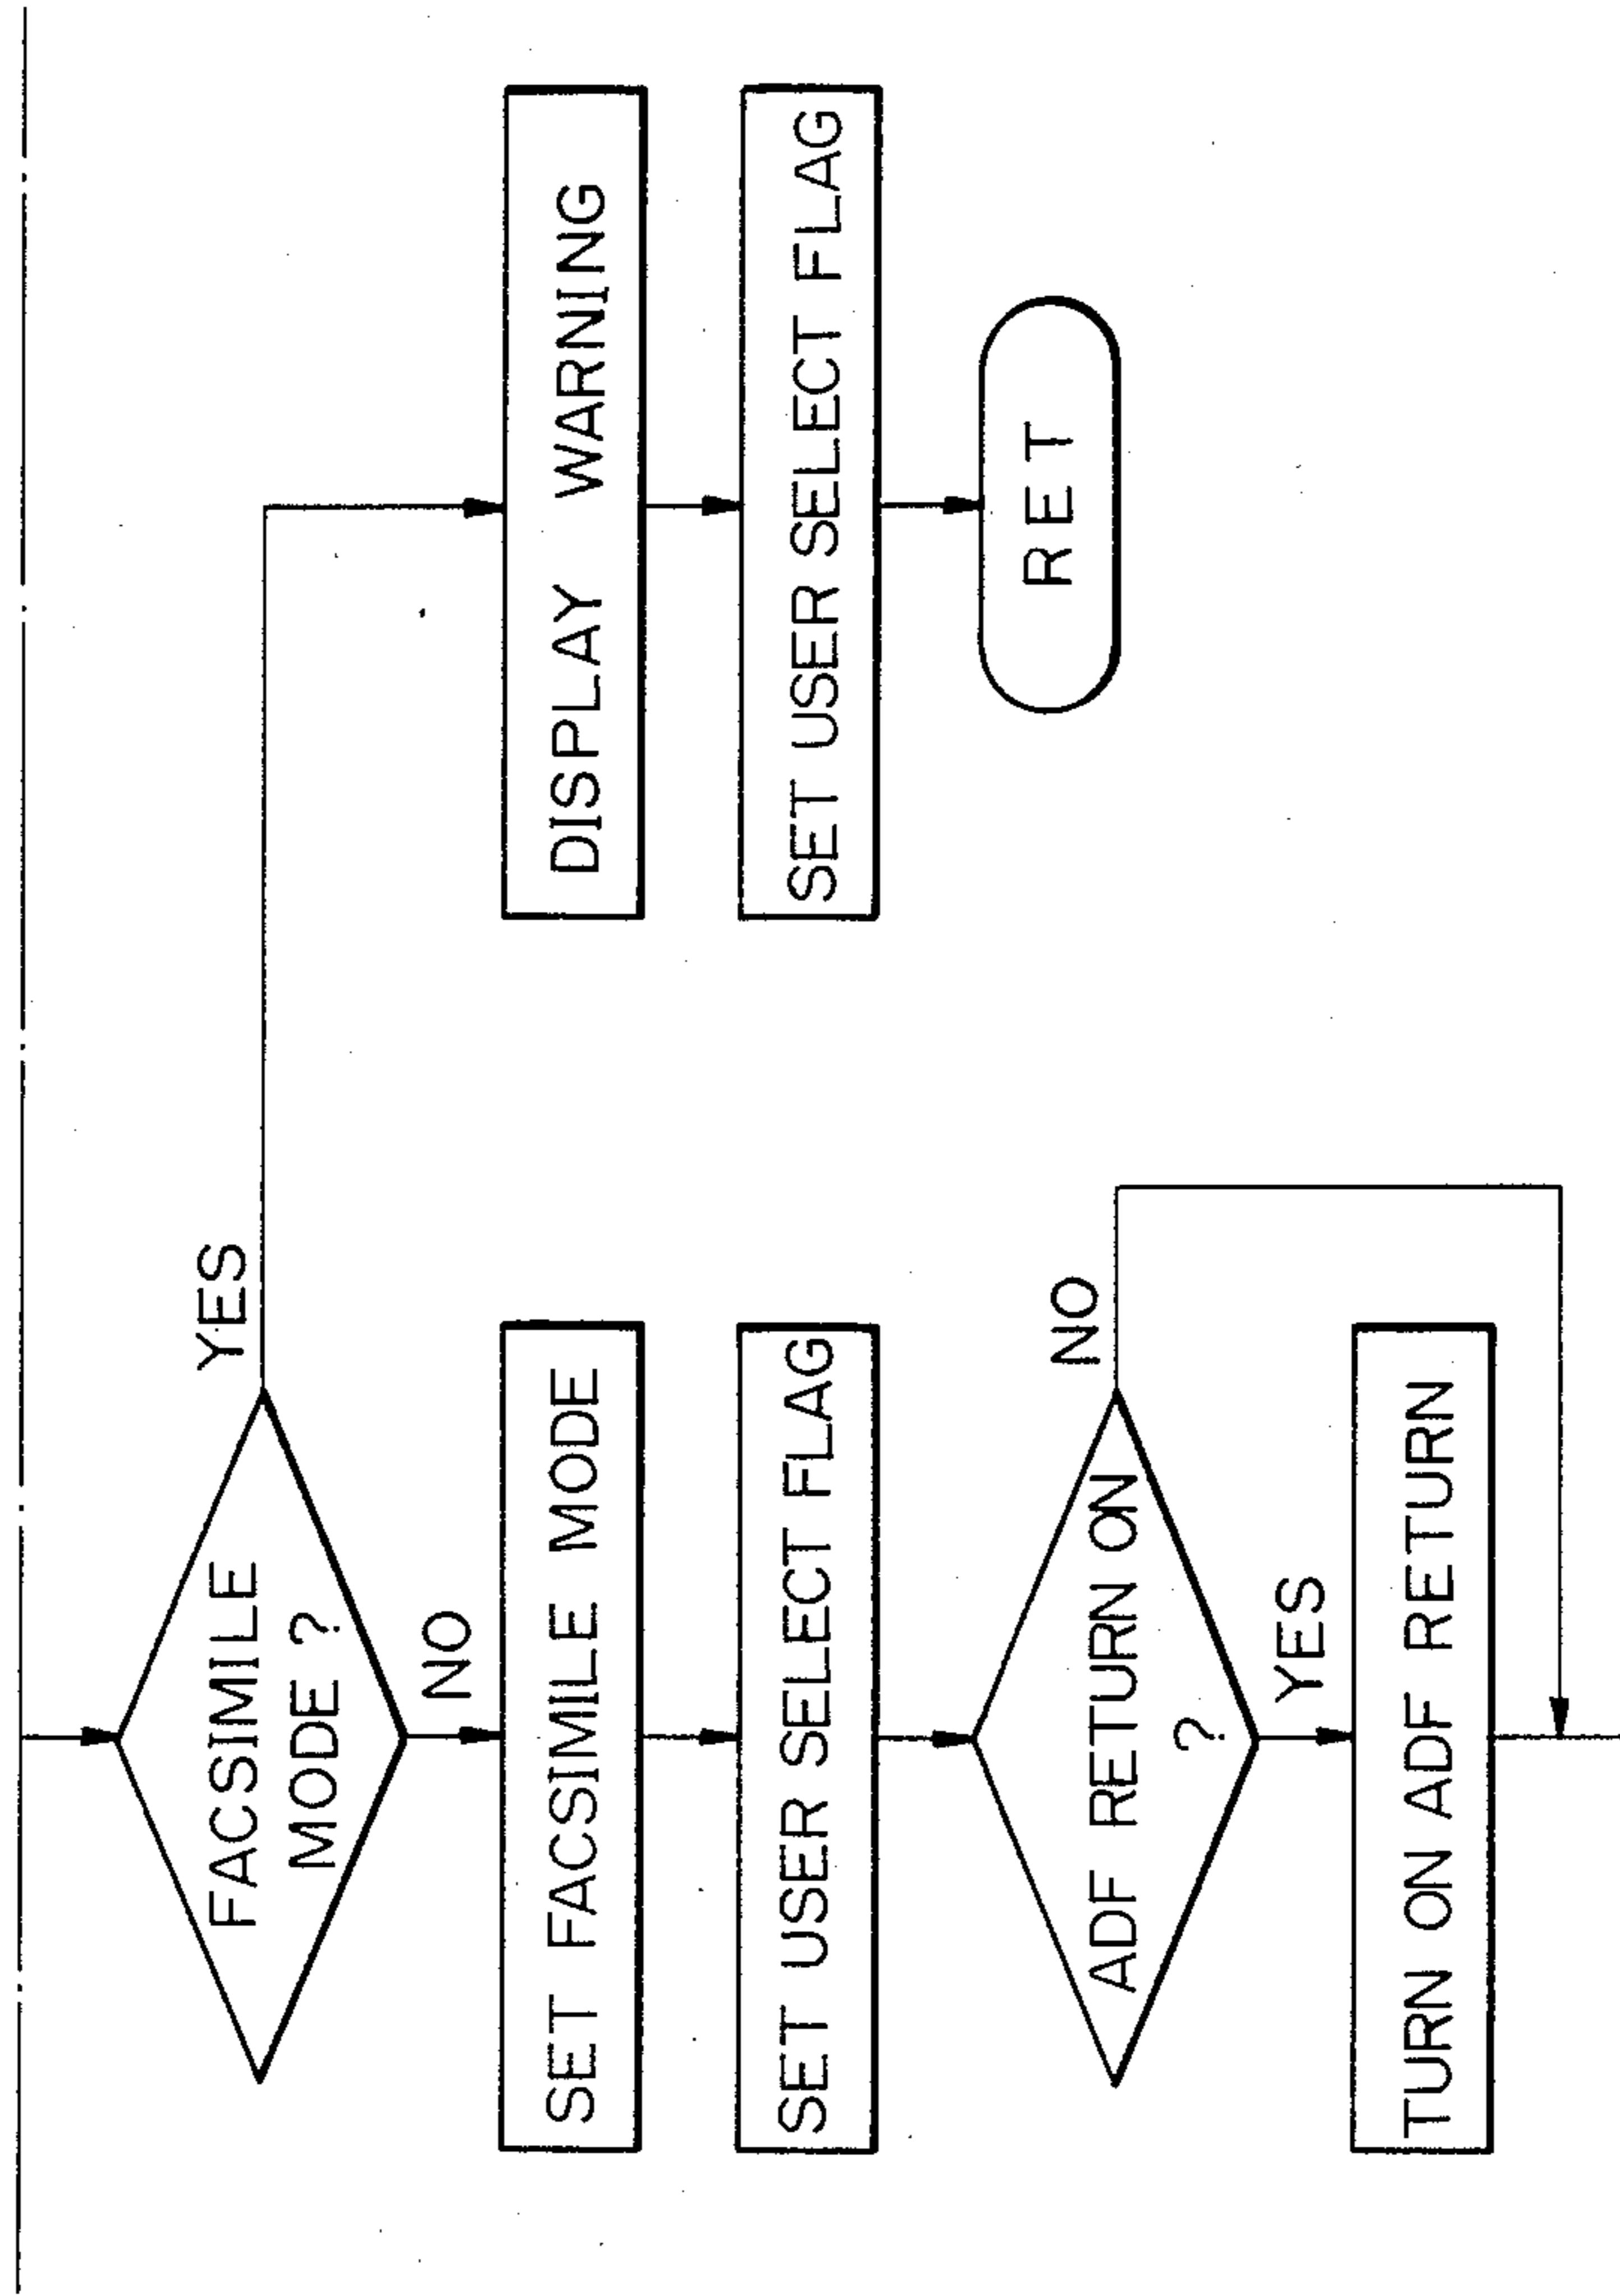 FACSIMILE
MODE ?
YES
NO
SET FACSIMILE MODE
SET USER SELECT FLAG
ADF RETURN ON
?
NO
YES
TURN ON ADF RETURN
DISPLAY WARNING
SET USER SELECT FLAG
RET